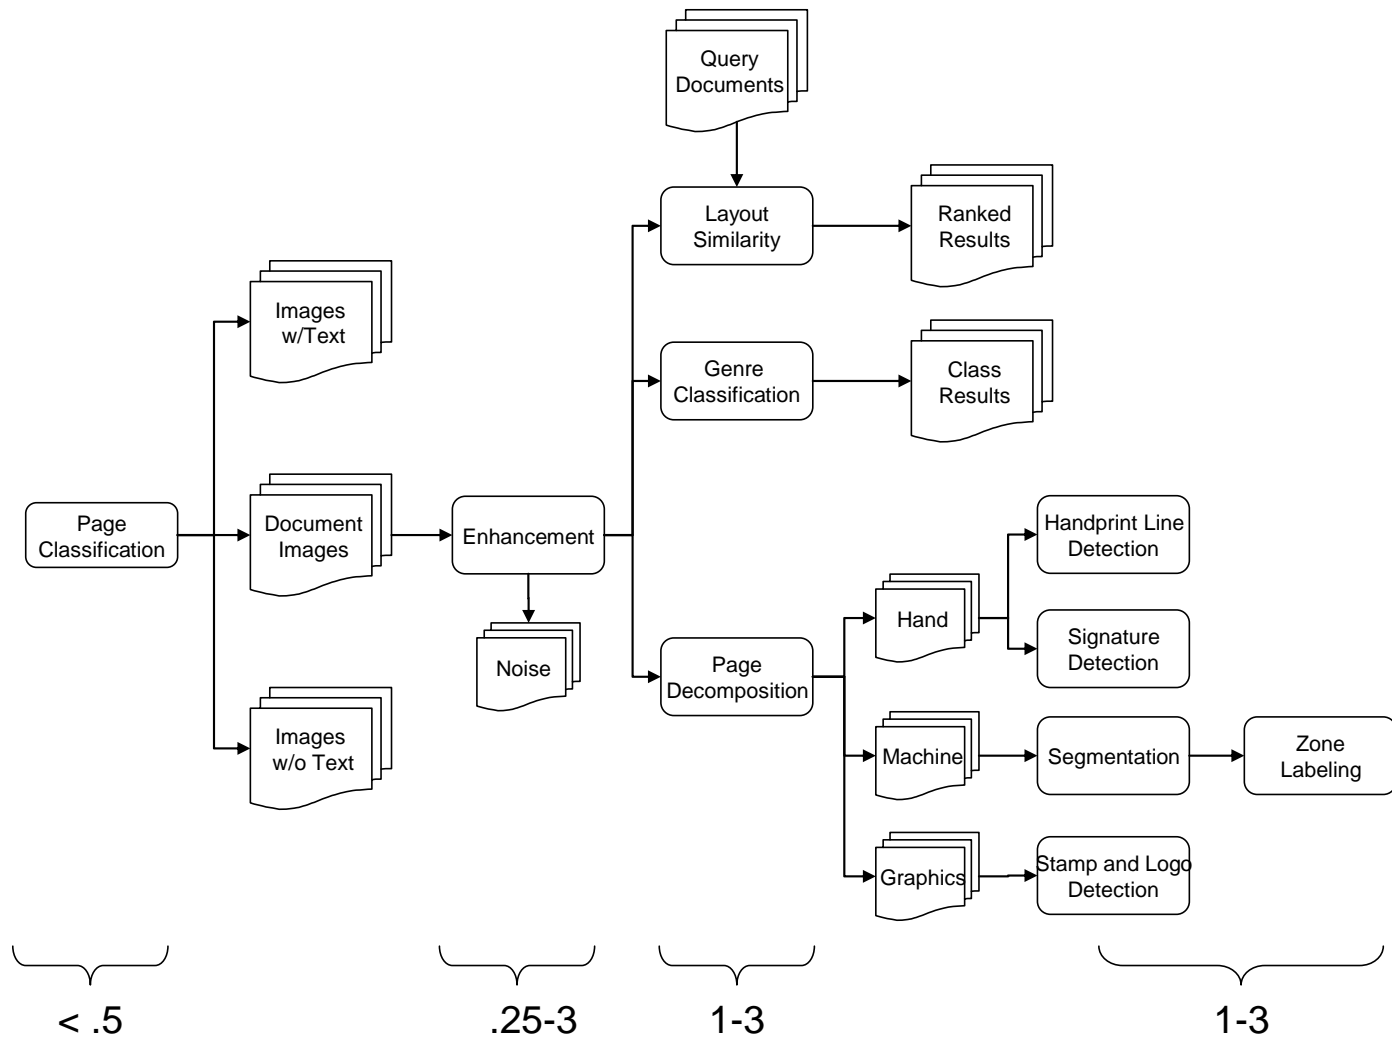 Query
Documents
Layout
Similarity
Ranked
Results
Images
w/Text
Genre
Classification
Class
Results
Page
Classification
Document
Images
Enhancement
Handprint Line
Detection
Hand
Signature
Detection
Noise
Page
Decomposition
Images
w/o Text
Machine
Segmentation
Zone
Labeling
Graphics
Stamp and Logo
Detection
< .5
.25-3
1-3
1-3